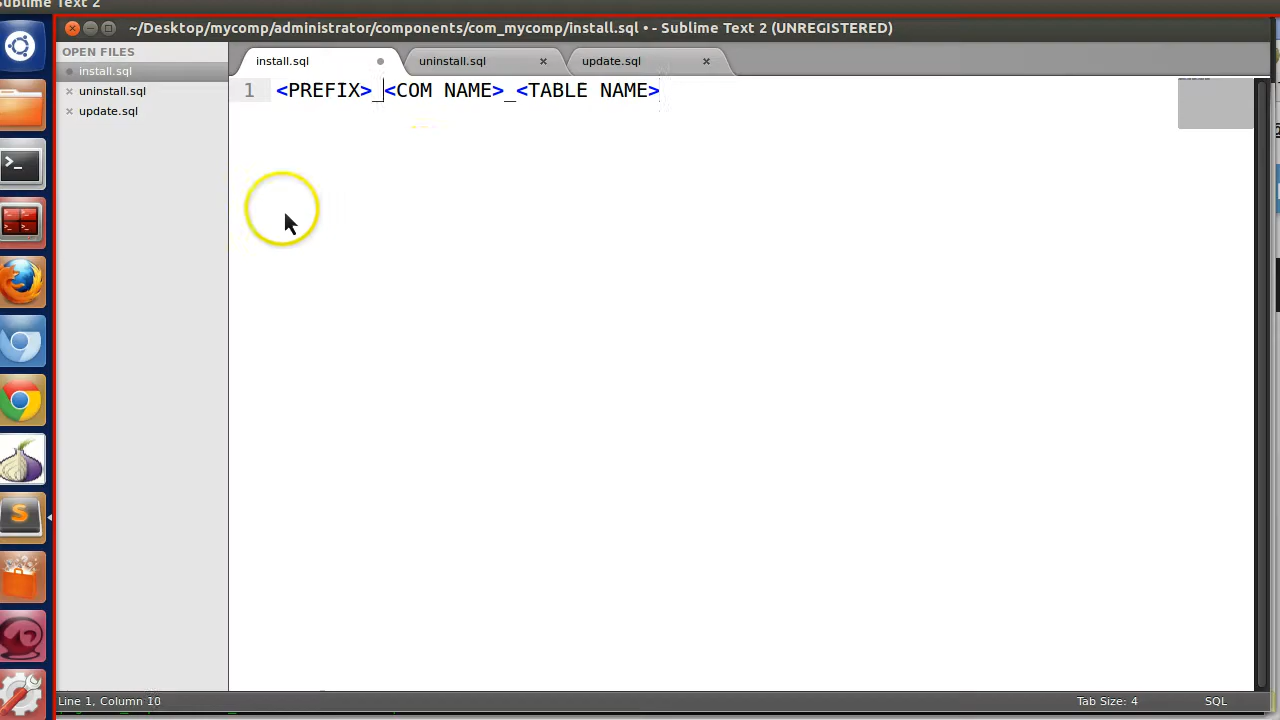 Sublime Text 2
~/Desktop/mycomp/administrator/components/com_mycomp/install.sql • - Sublime Text 2 (UNREGISTERED)
OPEN FILES
install.sql
uninstall.sql
update.sql
install.sql
uninstall.sql
update.sql
1 <PREFIX>_<COM NAME>_<TABLE NAME>
Line 1, Column 10
Tab Size: 4
SQL